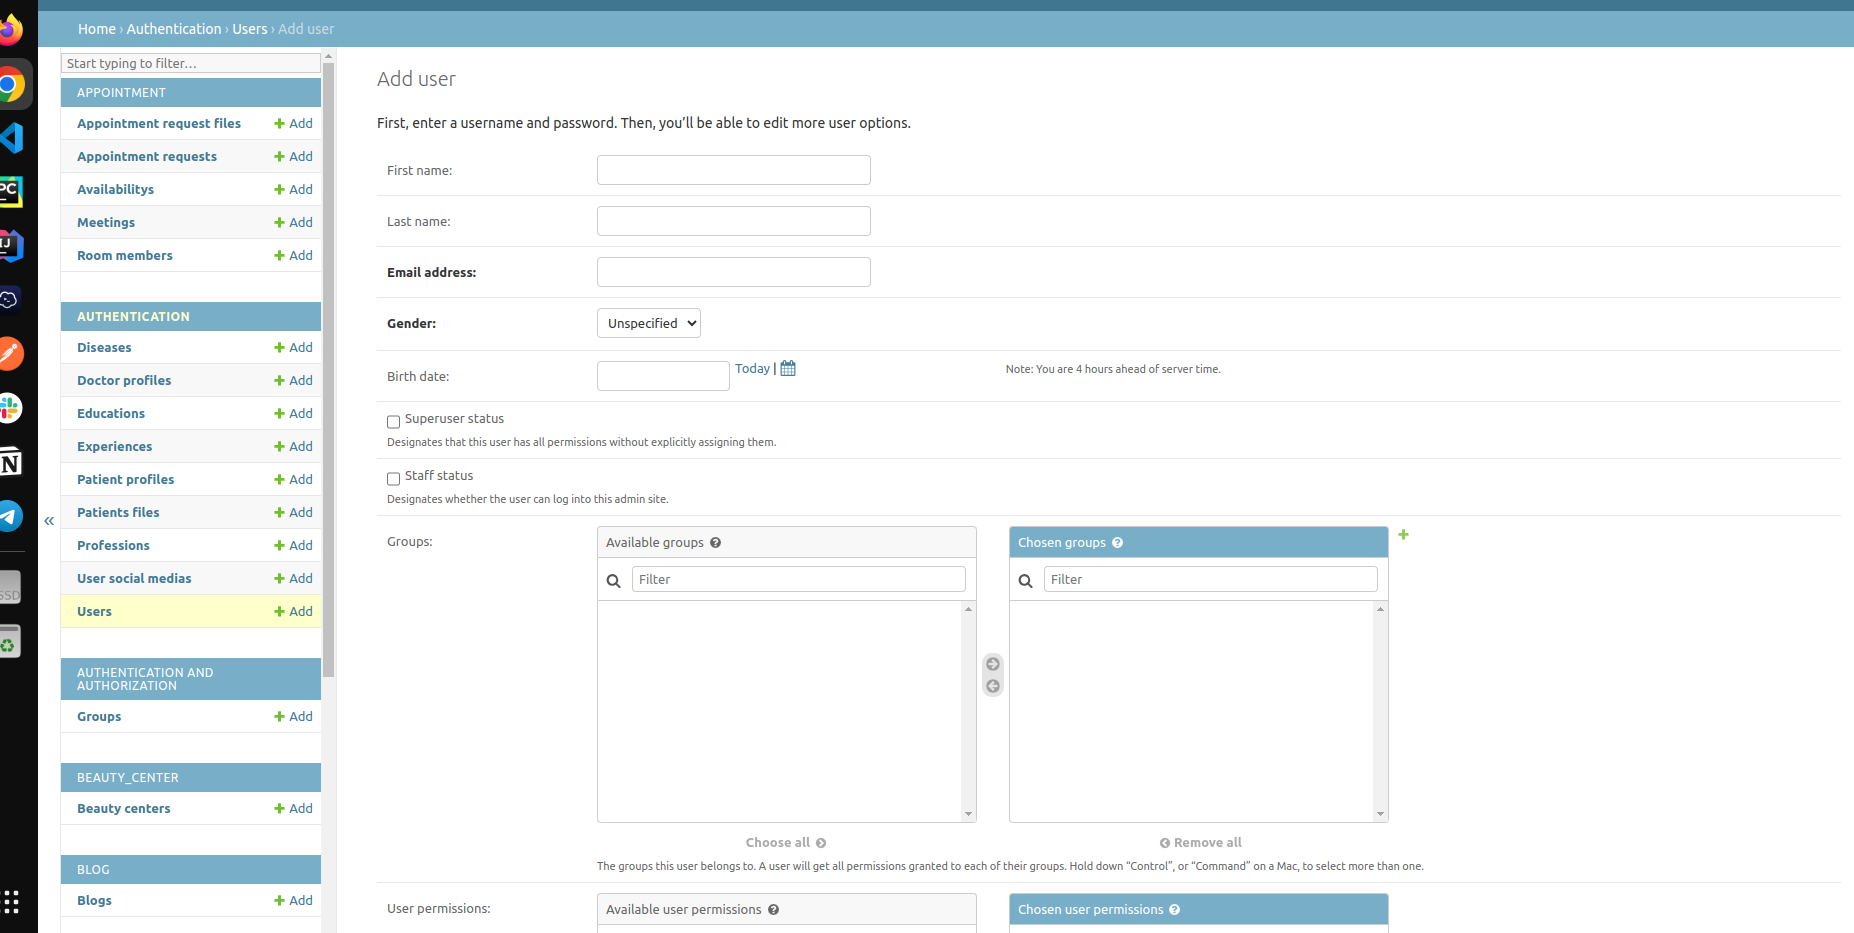 Home › Authentication › Users › Add user
Start typing to filter...
APPOINTMENT
Appointment request files Add
Appointment requests Add
Availabilitys Add
Meetings Add
Room members Add
AUTHENTICATION
Diseases Add
Doctor profiles Add
Educations Add
Experiences Add
Patient profiles Add
Patients files Add
Professions Add
User social medias Add
Users Add
AUTHENTICATION AND
AUTHORIZATION
Groups Add
BEAUTY_CENTER
Beauty centers Add
BLOG
Blogs Add
«
Add user
First, enter a username and password. Then, you’ll be able to edit more user options.
First name:
Last name:
Email address:
Gender: Unspecified
Birth date: Today | Note: You are 4 hours ahead of server time.
Superuser status
Designates that this user has all permissions without explicitly assigning them.
Staff status
Designates whether the user can log into this admin site.
Groups:
Available groups
Filter
Choose all
Chosen groups
Filter
Remove all
The groups this user belongs to. A user will get all permissions granted to each of their groups. Hold down “Control”, or “Command” on a Mac, to select more than one.
User permissions:
Available user permissions
Chosen user permissions
PC
IJ
N
SSD